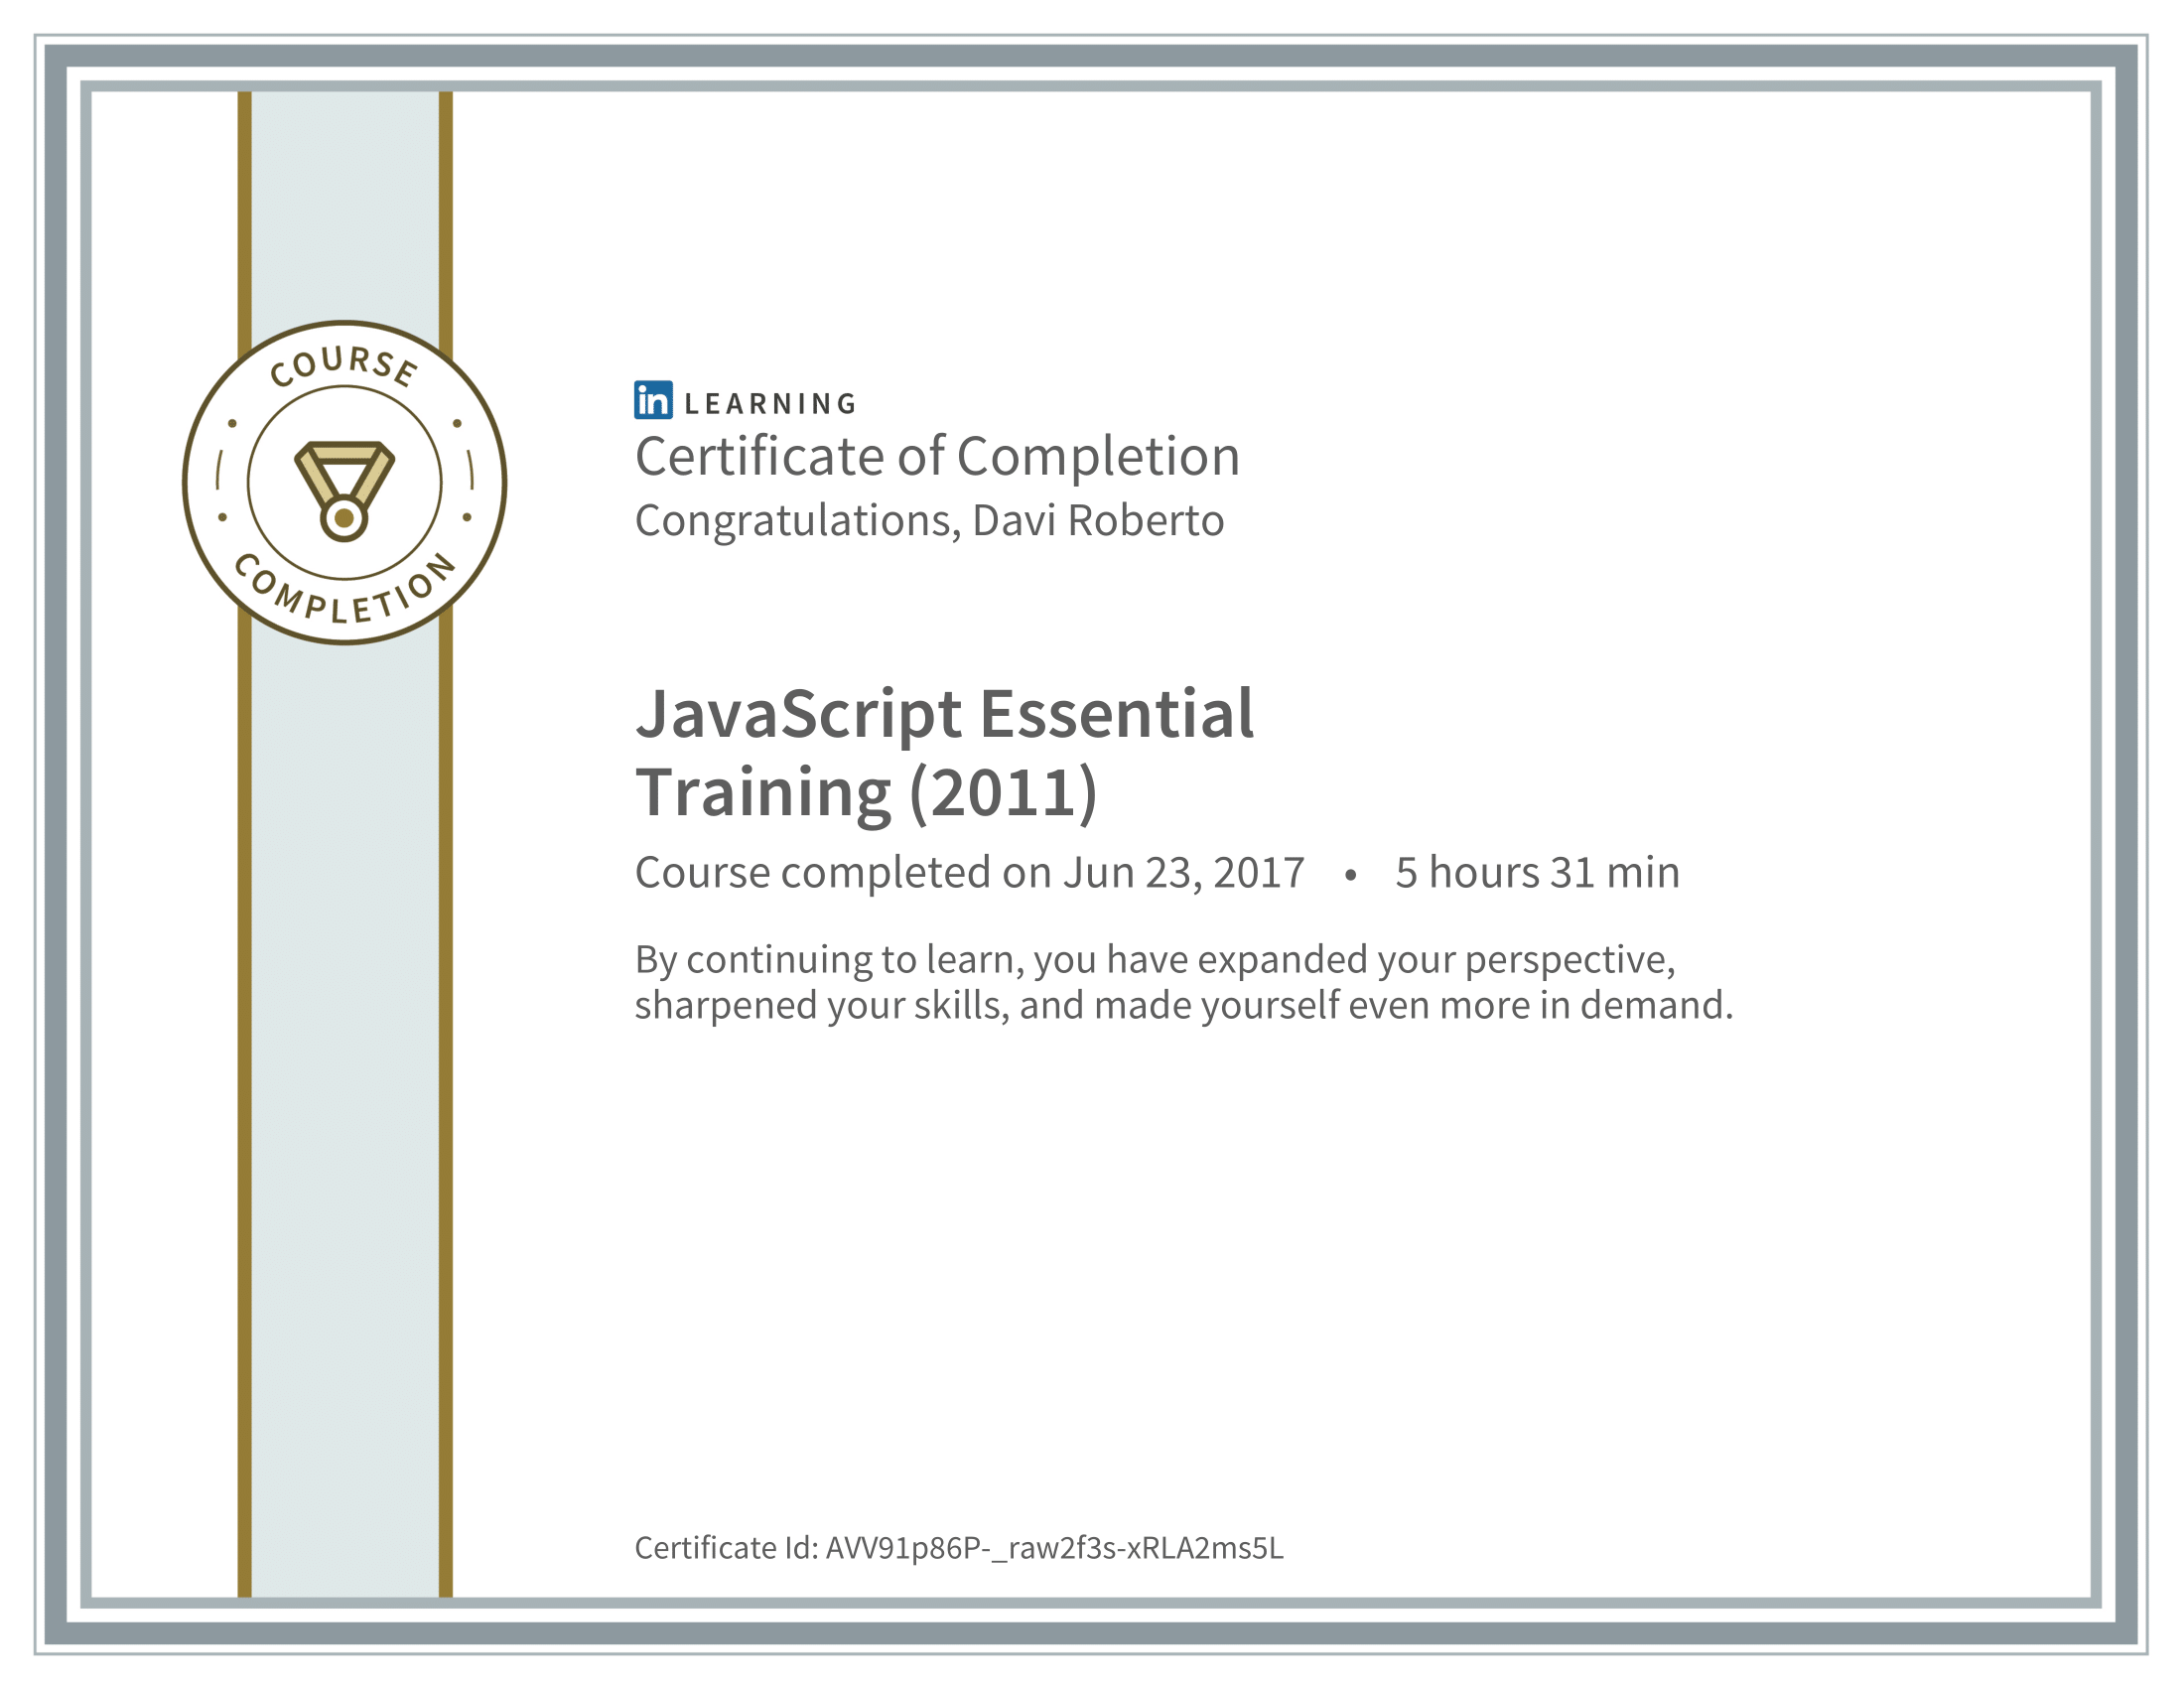 COURSE
COMPLETION
in LEARNING
Certificate of Completion
Congratulations, Davi Roberto
JavaScript Essential
Training (2011)
Course completed on Jun 23, 2017 • 5 hours 31 min
By continuing to learn, you have expanded your perspective,
sharpened your skills, and made yourself even more in demand.
Certificate Id: AVV91p86P-_raw2f3s-xRLA2ms5L